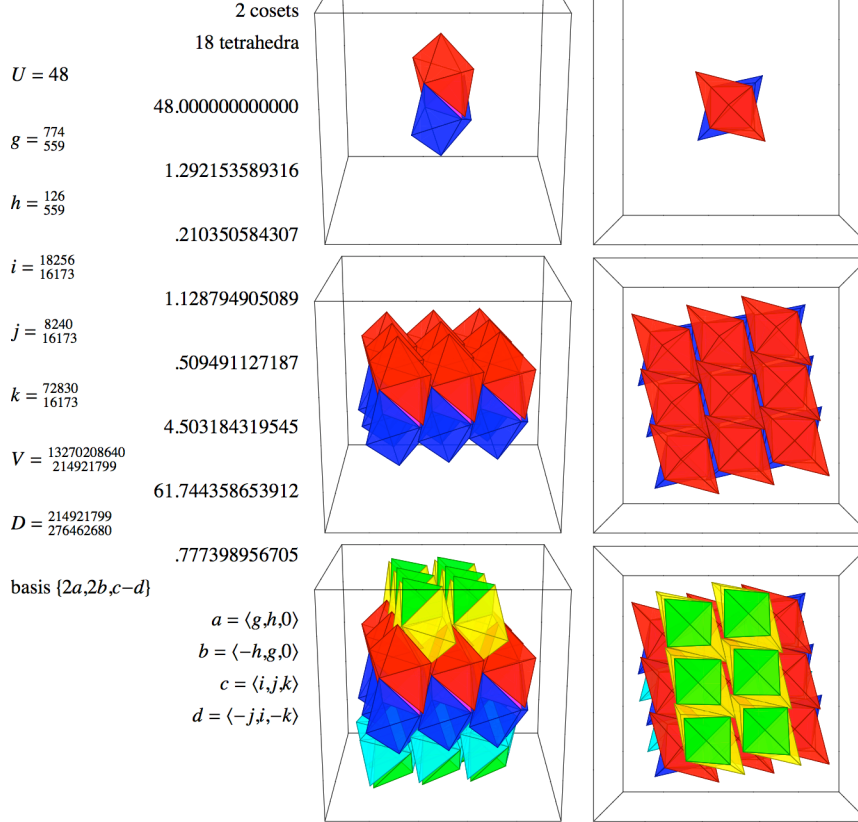 2 cosets
18 tetrahedra
U = 48
48.000000000000
g = 774/559
1.292153589316
h = 126/559
.210350584307
i = 18256/16173
1.128794905089
j = 8240/16173
.509491127187
k = 72830/16173
4.503184319545
V = 13270208640/214921799
61.744358653912
D = 214921799/276462680
.777398956705
basis {2a,2b,c−d}
a = ⟨g,h,0⟩
b = ⟨−h,g,0⟩
c = ⟨i,j,k⟩
d = ⟨−j,i,−k⟩